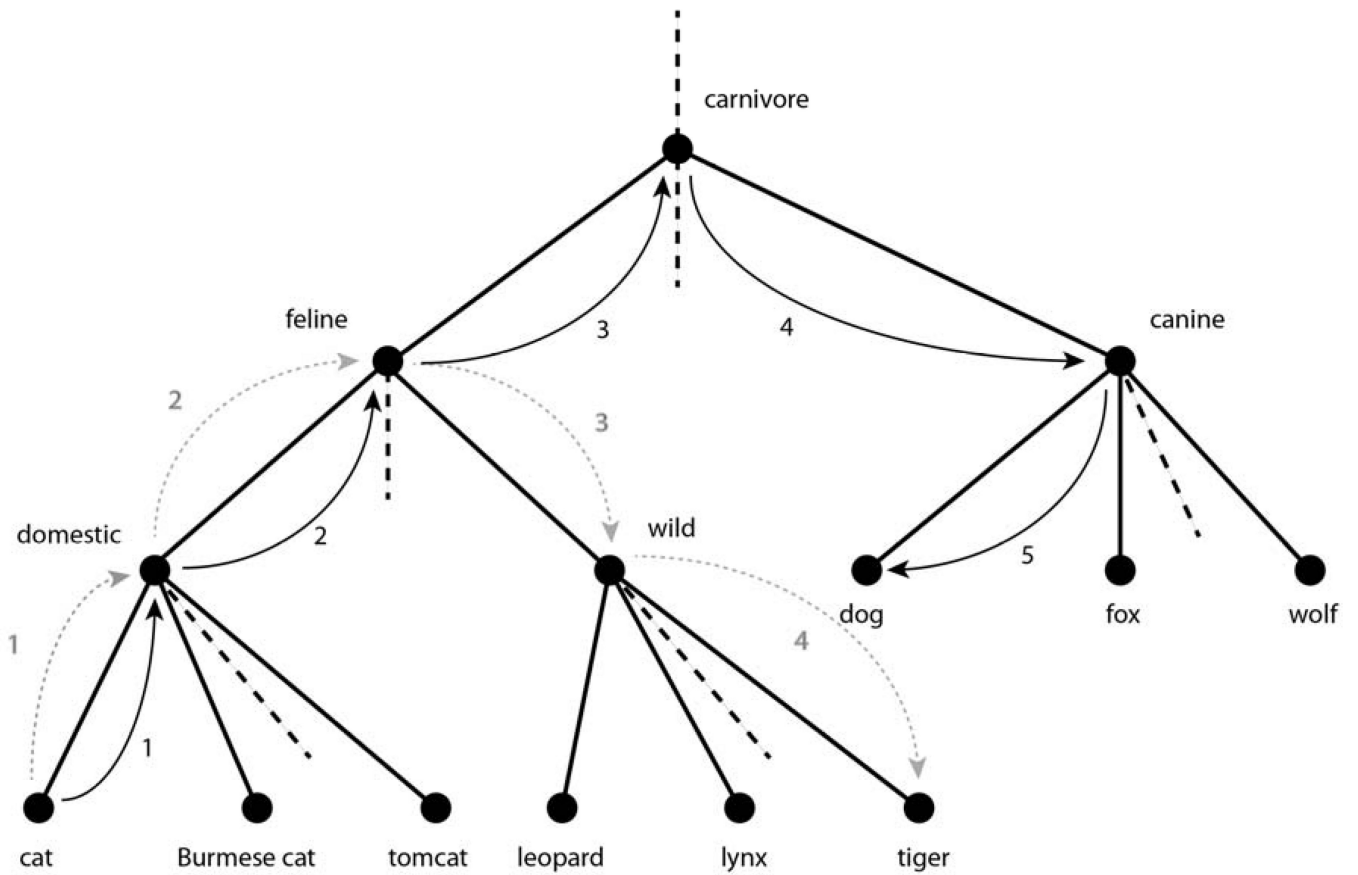 carnivore
feline
canine
3
4
2
3
domestic
wild
2
5
1
4
dog
fox
wolf
1
cat
Burmese cat
tomcat
leopard
lynx
tiger